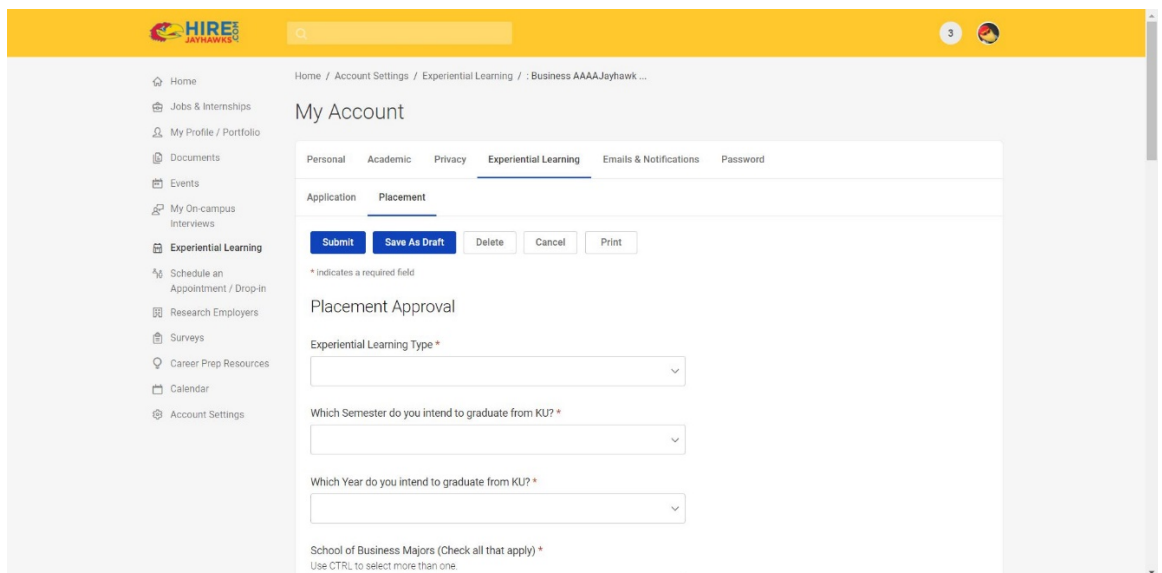 HIRE
JAYHAWKS
.COM
3
Home
Jobs & Internships
My Profile / Portfolio
Documents
Events
My On-campus
Interviews
Experiential Learning
Schedule an
Appointment / Drop-in
Research Employers
Surveys
Career Prep Resources
Calendar
Account Settings
Home / Account Settings / Experiential Learning / : Business AAAAJayhawk ...
My Account
Personal Academic Privacy Experiential Learning Emails & Notifications Password
Application Placement
Submit Save As Draft Delete Cancel Print
* indicates a required field
Placement Approval
Experiential Learning Type *
Which Semester do you intend to graduate from KU? *
Which Year do you intend to graduate from KU? *
School of Business Majors (Check all that apply) *
Use CTRL to select more than one.